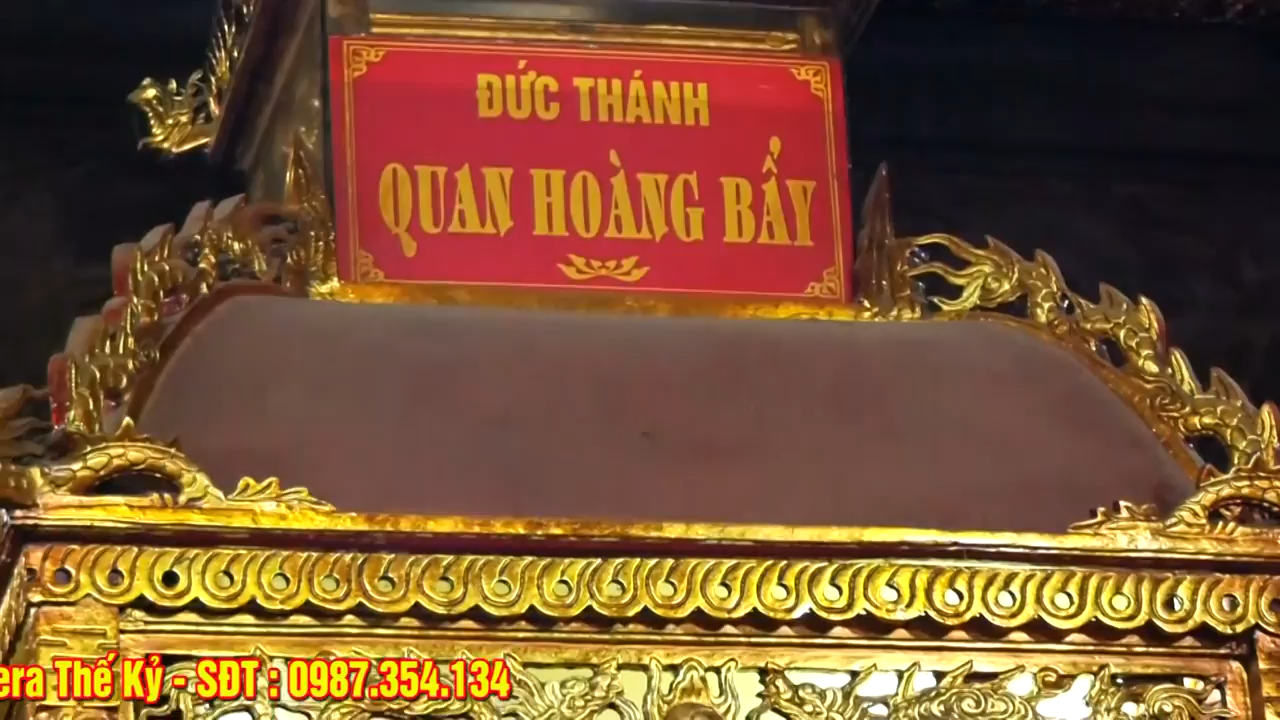 ĐỨC THÁNH
QUAN HOÀNG BẨY
era Thế Kỷ - SĐT : 0987.354.134